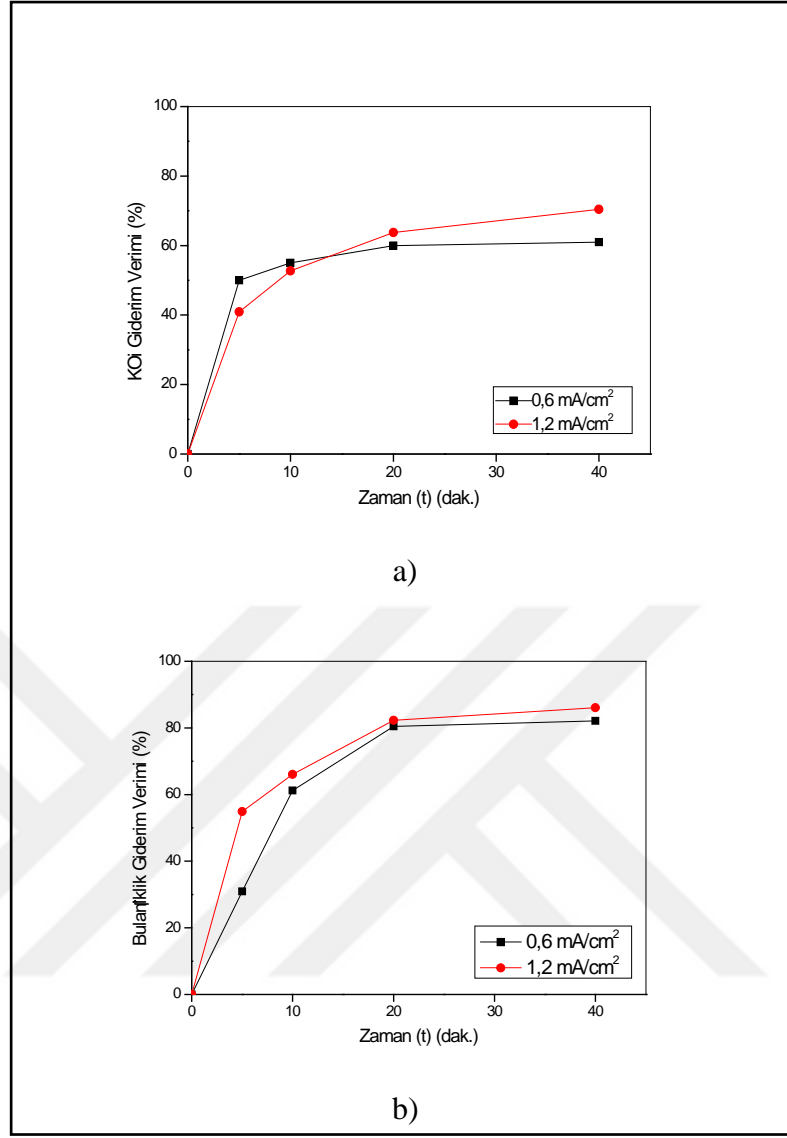 100
80
60
40
20
0
KOİ Giderim Verimi (%)
0,6 mA/cm²
1,2 mA/cm²
0 10 20 30 40
Zaman (t) (dak.)
a)
100
80
60
40
20
0
Bulanıklik Giderim Verimi (%)
0,6 mA/cm²
1,2 mA/cm²
0 10 20 30 40
Zaman (t) (dak.)
b)